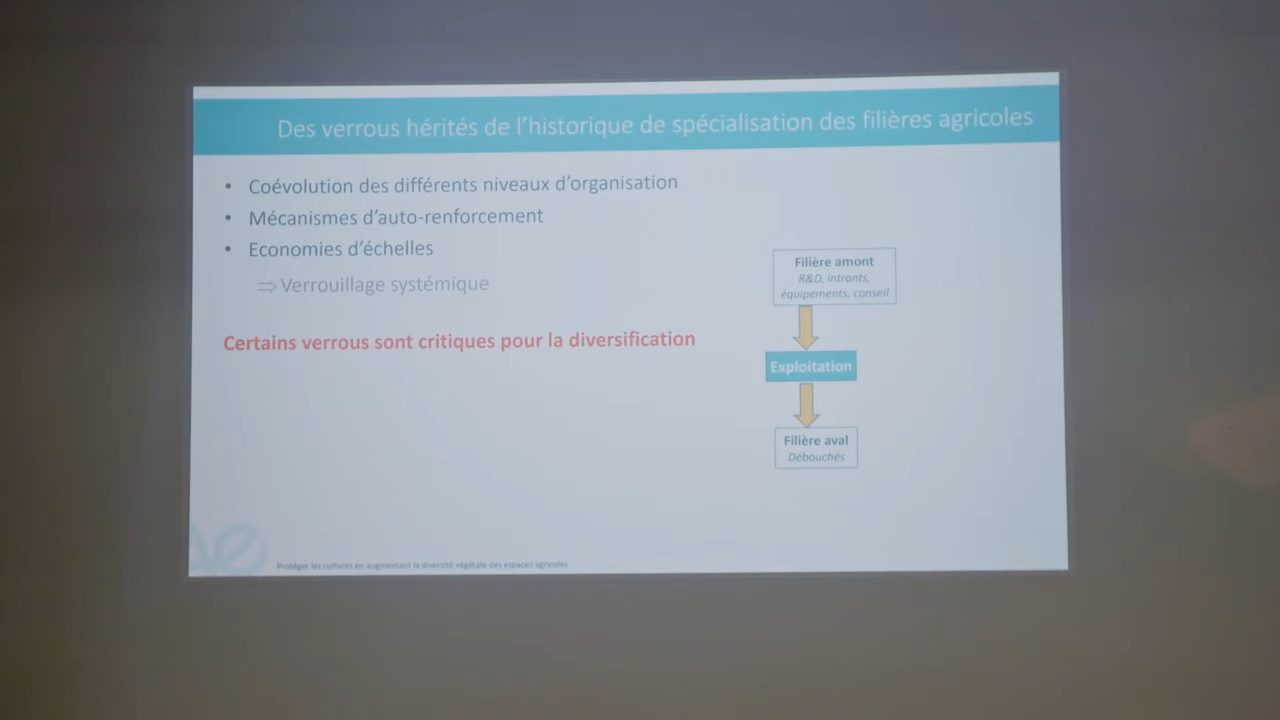 Des verrous hérités de l'historique de spécialisation des filières agricoles
• Coévolution des différents niveaux d'organisation
• Mécanismes d'auto-renforcement
• Economies d'échelles
⇒ Verrouillage systémique
Certains verrous sont critiques pour la diversification
Filière amont
R&D, intrants,
équipements, conseil
Exploitation
Filière aval
Débouchés
Protéger les cultures en augmentant la diversité végétale des espaces agricoles